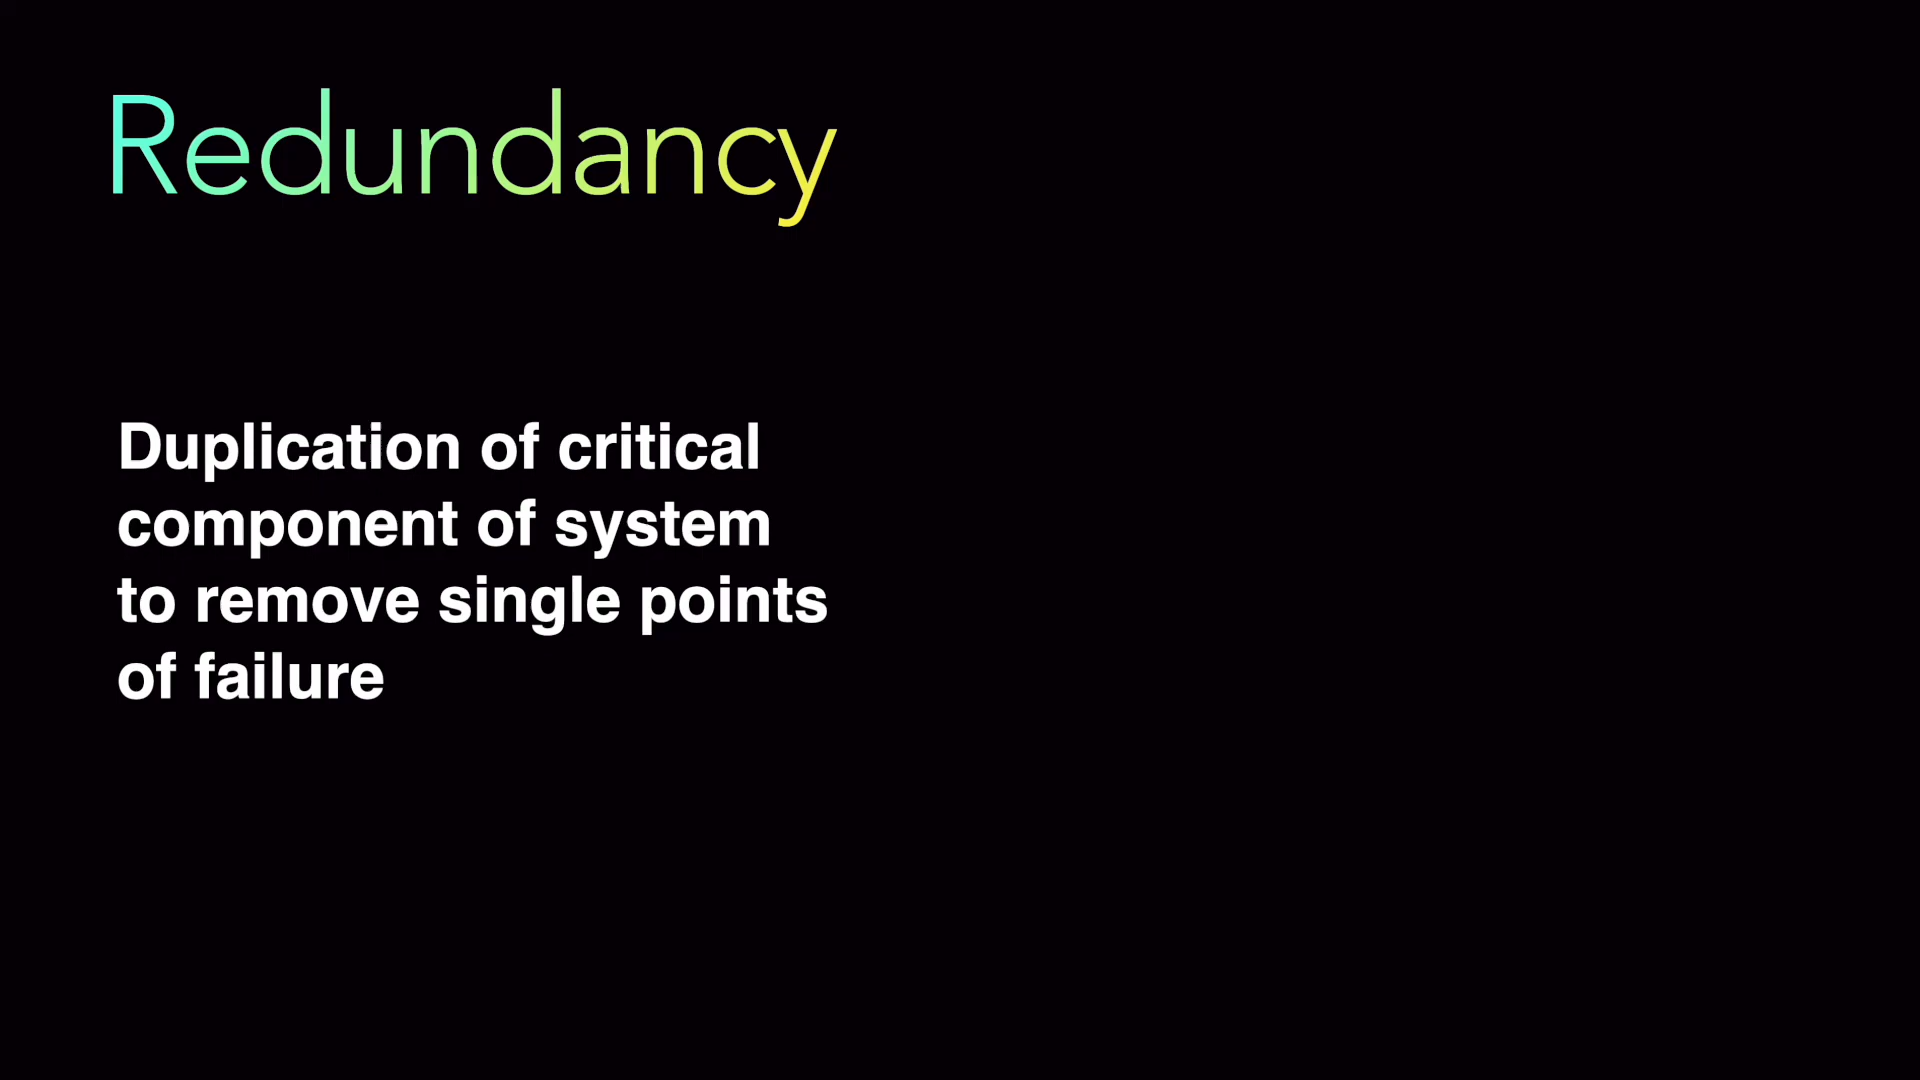 Redundancy
Duplication of critical
component of system
to remove single points
of failure